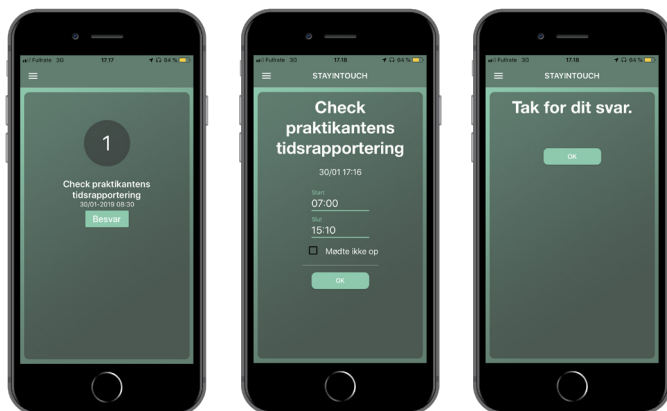 Fullrate 3G 17.17 64 %
1
Check praktikantens
tidsrapportering
30/01-2019 08:30
Besvar
Fullrate 3G 17.18 64 %
STAYINTOUCH
Check
praktikantens
tidsrapportering
30/01 17:16
Start
07:00
Slut
15:10
Mødte ikke op
OK
Fullrate 3G 17.18 64 %
STAYINTOUCH
Tak for dit svar.
OK